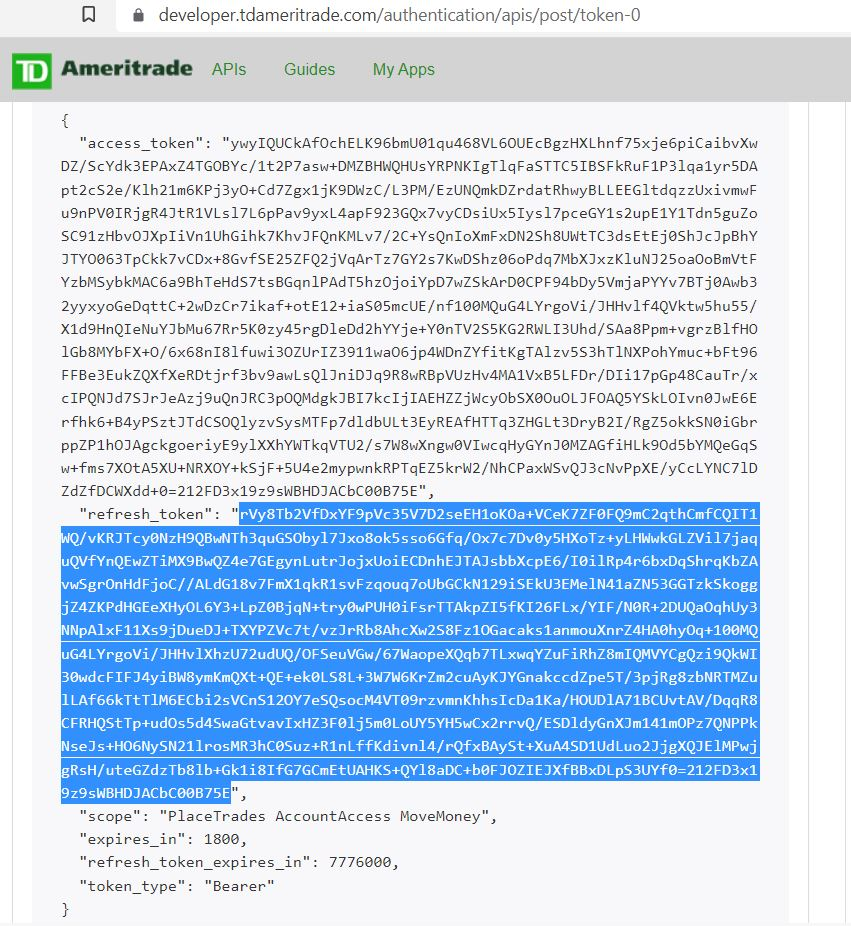 developer.tdameritrade.com/authentication/apis/post/token-0
TD Ameritrade APIs Guides My Apps
{
"access_token": "ywyIQUCkAfOchELK96bmU01qu468VL6OUEcBgzHXLhnf75xje6piCaibvXw
DZ/ScYdk3EPAxZ4TGOBYc/1t2P7asw+DMZBHWQHUsYRPNKIgTlqFaSTTC5IBSFkRuF1P3lqa1yr5DA
pt2cS2e/Klh21m6KPj3yO+Cd7Zgx1jK9DWzC/L3PM/EzUNQmkDZrdatRhwyBLLEEGltdqzzUxivmwF
u9nPV0IRjgR4JtR1VLsl7L6pPav9yxL4apF923GQx7vyCDsiUx5Iysl7pceGY1s2upE1Y1Tdn5guZo
SC91zHbvOJXpIiVn1UhGihk7KhvJFQnKMLv7/2C+YsQnIoXmFxDN2Sh8UWtTC3dsEtEj0ShJcJpBhY
JTYO063TpCkk7vCDx+8GvfSE25ZFQ2jVqArTz7GY2s7KwDShz06oPdq7MbXJxzKluNJ25oaOoBmVtF
YzbMSybkMAC6a9BhTeHdS7tsBGqnlPAdT5hzOjoiYpD7wZSkArD0CPF94bDy5VmjaPYYv7BTj0Awb3
2yyxyoGeDqttC+2wDzCr7ikaf+otE12+iaS05mcUE/nf100MQuG4LYrgoVi/JHHvlf4QVktw5hu55/
X1d9HnQIeNuYJbMu67Rr5K0zy45rgDleDd2hYYje+Y0nTV2S5KG2RWLI3Uhd/SAa8Ppm+vgrzBlfHO
lGb8MYbFX+O/6x68nI8lfuwi3OZUrIZ3911waO6jp4WDnZYfitKgTAlzv5S3hTlNXPohYmuc+bFt96
FFBe3EukZQXfXeRDtjrf3bv9awLsQlJniDJq9R8wRBpVUzHv4MA1VxB5LFDr/DIi17pGp48CauTr/x
cIPQNJd7SJrJeAzj9uQnJRC3pOQMdgkJBI7kcIjIAEHZZjWcyObSX0OuOLJFOAQ5YSkLOIvn0JwE6E
rfhk6+B4yPSztJTdCSOQlyzvSysMTFp7dldbULt3EyREAfHTTq3ZHGLt3DryB2I/RgZ5okkSN0iGbr
ppZP1hOJAgckgoeriyE9ylXXhYWTkqVTU2/s7W8wXngw0VIwcqHyGYnJ0MZAGfiHLk9Od5bYMQeGqS
w+fms7XOtA5XU+NRXOY+kSjF+5U4e2mypwnkRPTqEZ5krW2/NhCPaxWSvQJ3cNvPpXE/yCcLYNC7lD
ZdZfDCWXdd+0=212FD3x19z9sWBHDJACbC00B75E",
"refresh_token": "rVy8Tb2VfDxYF9pVc35V7D2seEH1oKOa+VCeK7ZF0FQ9mC2qthCmfCQIT1
WQ/vKRJTcy0NzH9QBwNTh3quGSObyl7Jxo8ok5sso6Gfq/Ox7c7Dv0y5HXoTz+yLHWwkGLZVil7jaq
uQVfYnQEwZTiMX9BwQZ4e7GEgynLutrJojxUoiECDnhEJTAJsbbXcpE6/I0ilRp4r6bxDqShrqKbZA
vwSgrOnHdFjoC//ALdG18v7FmX1qkR1svFzqouq7oUbGCkN129iSEkU3EMelN41aZN53GGTzkSkogg
jZ4ZKPdHGEeXHyOL6Y3+LpZ0BjqN+try0wPUH0iFsrTTAkpZI5fKI26FLx/YIF/N0R+2DUQaOqhUy3
NNpAlxF11Xs9jDueDJ+TXYPZVc7t/vzJrRb8AhcXw2S8Fz1OGacaks1anmouXnrZ4HA0hyOq+100MQ
uG4LYrgoVi/JHHvlXhzU72udUQ/OFSeuVGw/67WaopeXQqb7TLxwqYZuFiRhZ8mIQMVYCgQzi9QkWI
30wdcFIFJ4yiBW8ymKmQXt+QE+ek0LS8L+3W7W6KrZm2cuAyKJYGnakccdZpe5T/3pjRg8zbNRTMZu
lLAf66kTtTlM6ECbi2sVCnS12OY7eSQsocM4VT09rzvmnKhhsIcDa1Ka/HOUDlA71BCUvtAV/DqqR8
CFRHQStTp+udOs5d4SwaGtvavIxHZ3F0lj5m0LoUY5YH5wCx2rrvQ/ESDldyGnXJm141mOPz7QNPPk
NseJs+HO6NySN21lrosMR3hC0Suz+R1nLffKdivnl4/rQfxBAySt+XuA4SD1UdLuo2JjgXQJElMPwj
gRsH/uteGZdzTb8lb+Gk1i8IfG7GCmEtUAHKS+QYl8aDC+b0FJOZIEJXfBBxDLpS3UYf0=212FD3x1
9z9sWBHDJACbC00B75E",
"scope": "PlaceTrades AccountAccess MoveMoney",
"expires_in": 1800,
"refresh_token_expires_in": 7776000,
"token_type": "Bearer"
}